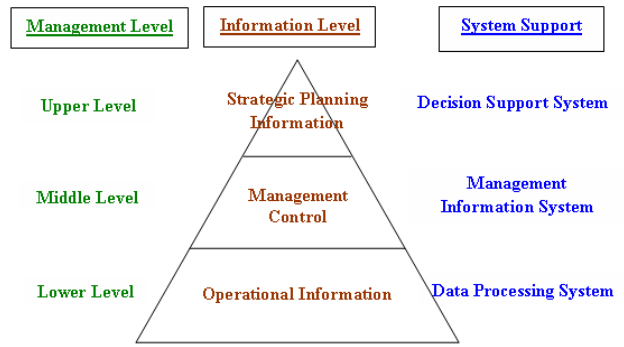 Management Level
Information Level
System Support
Upper Level
Strategic Planning
Information
Decision Support System
Middle Level
Management
Control
Management
Information System
Lower Level
Operational Information
Data Processing System